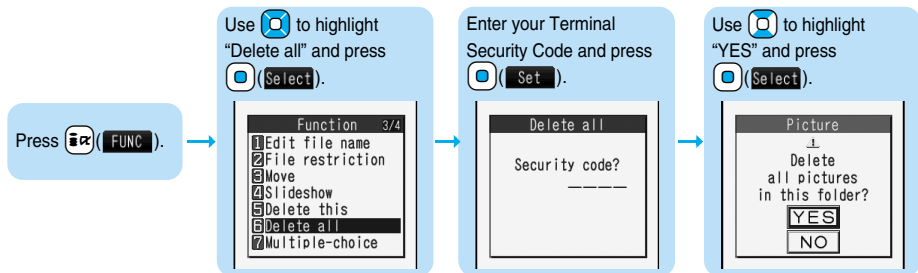 Press iα( FUNC ).
Use to highlight
“Delete all” and press
(Select).
Function 3/4
1Edit file name
2File restriction
3Move
4Slideshow
5Delete this
6Delete all
7Multiple-choice
Enter your Terminal
Security Code and press
( Set ).
Delete all
Security code?
____
Use to highlight
“YES” and press
(Select).
Picture
Delete
all pictures
in this folder?
YES
NO